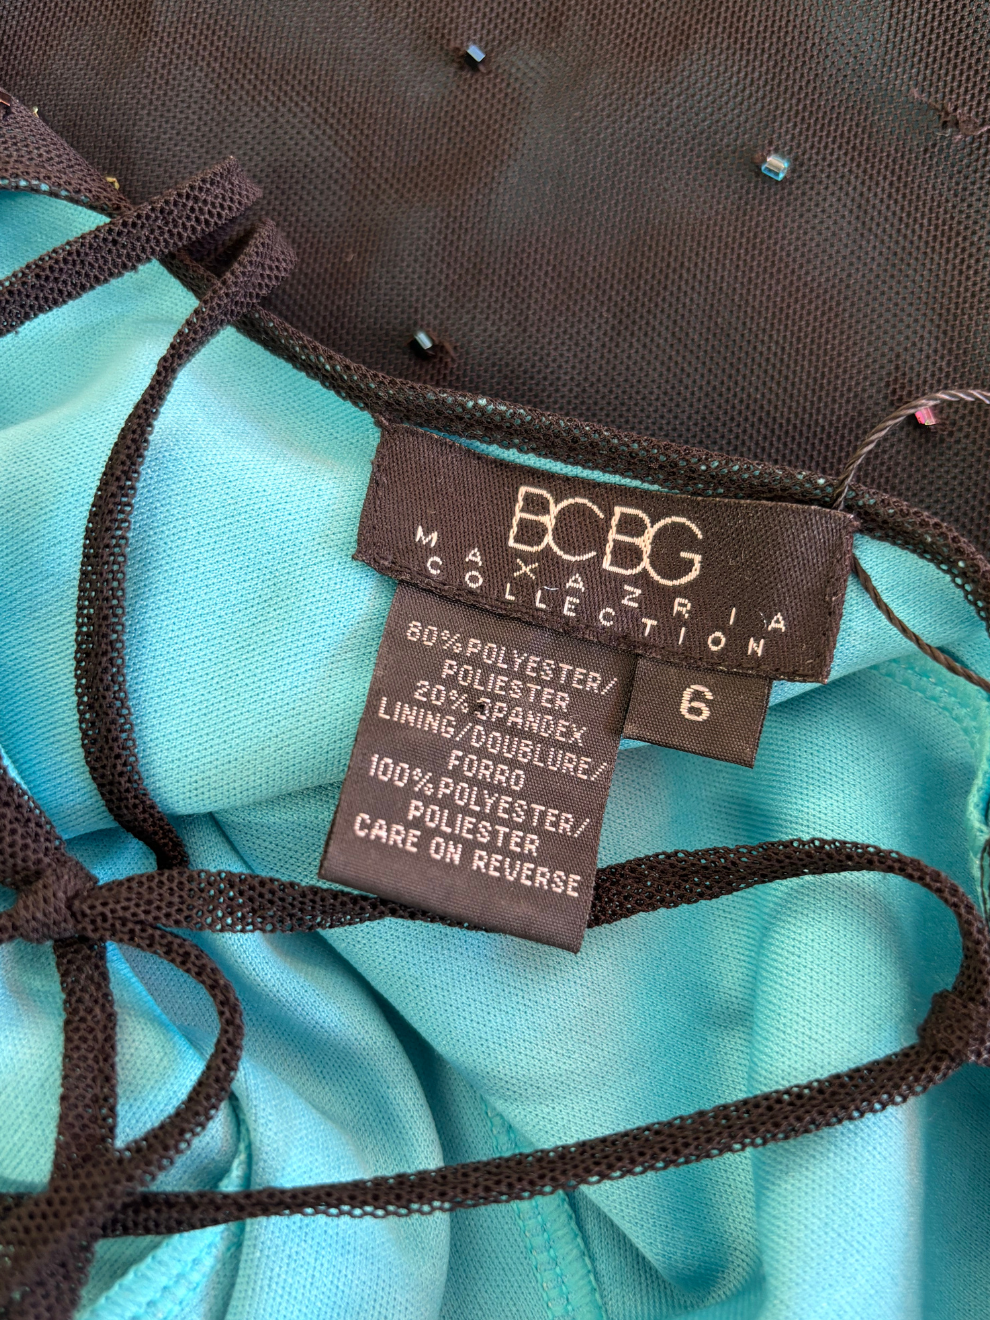 BCBG
MAXAZRIA
COLLECTION
6
80%POLYESTER/
POLIESTER
20% SPANDEX
LINING/DOUBLURE/
FORRO
100%POLYESTER/
POLIESTER
CARE ON REVERSE